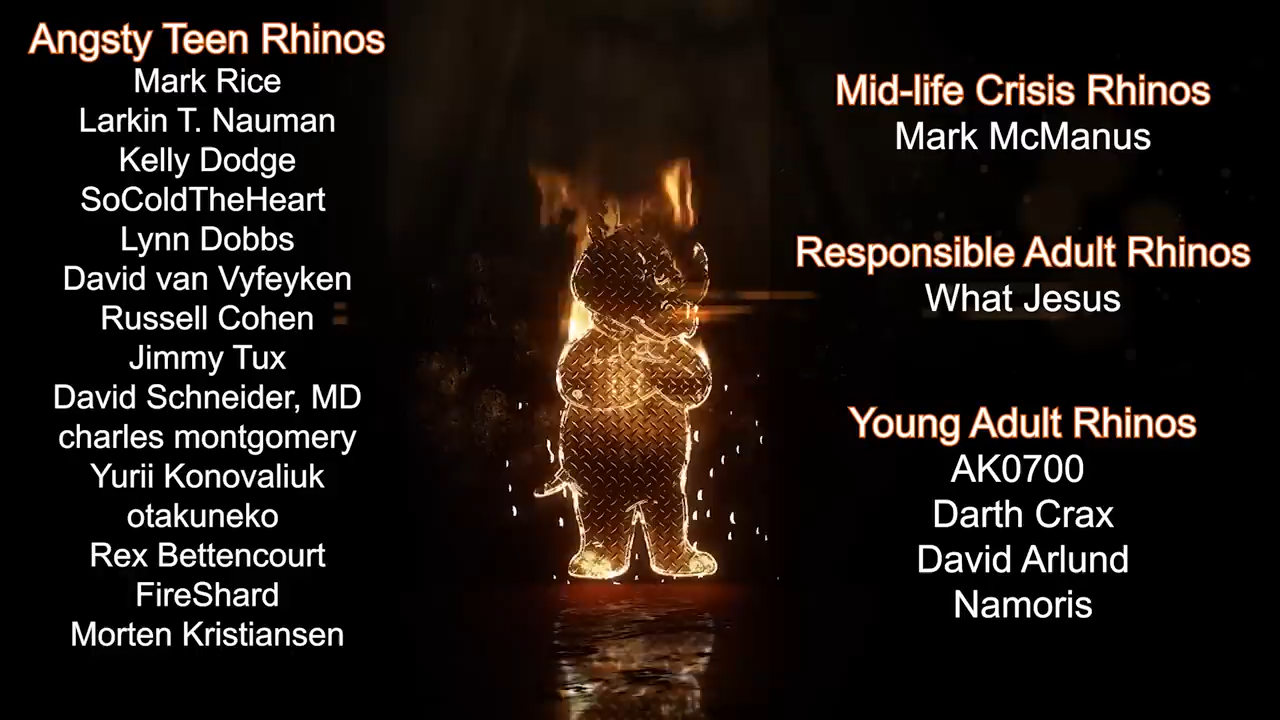 Angsty Teen Rhinos
Mark Rice
Larkin T. Nauman
Kelly Dodge
SoColdTheHeart
Lynn Dobbs
David van Vyfeyken
Russell Cohen
Jimmy Tux
David Schneider, MD
charles montgomery
Yurii Konovaliuk
otakuneko
Rex Bettencourt
FireShard
Morten Kristiansen
Mid-life Crisis Rhinos
Mark McManus
Responsible Adult Rhinos
What Jesus
Young Adult Rhinos
AK0700
Darth Crax
David Arlund
Namoris